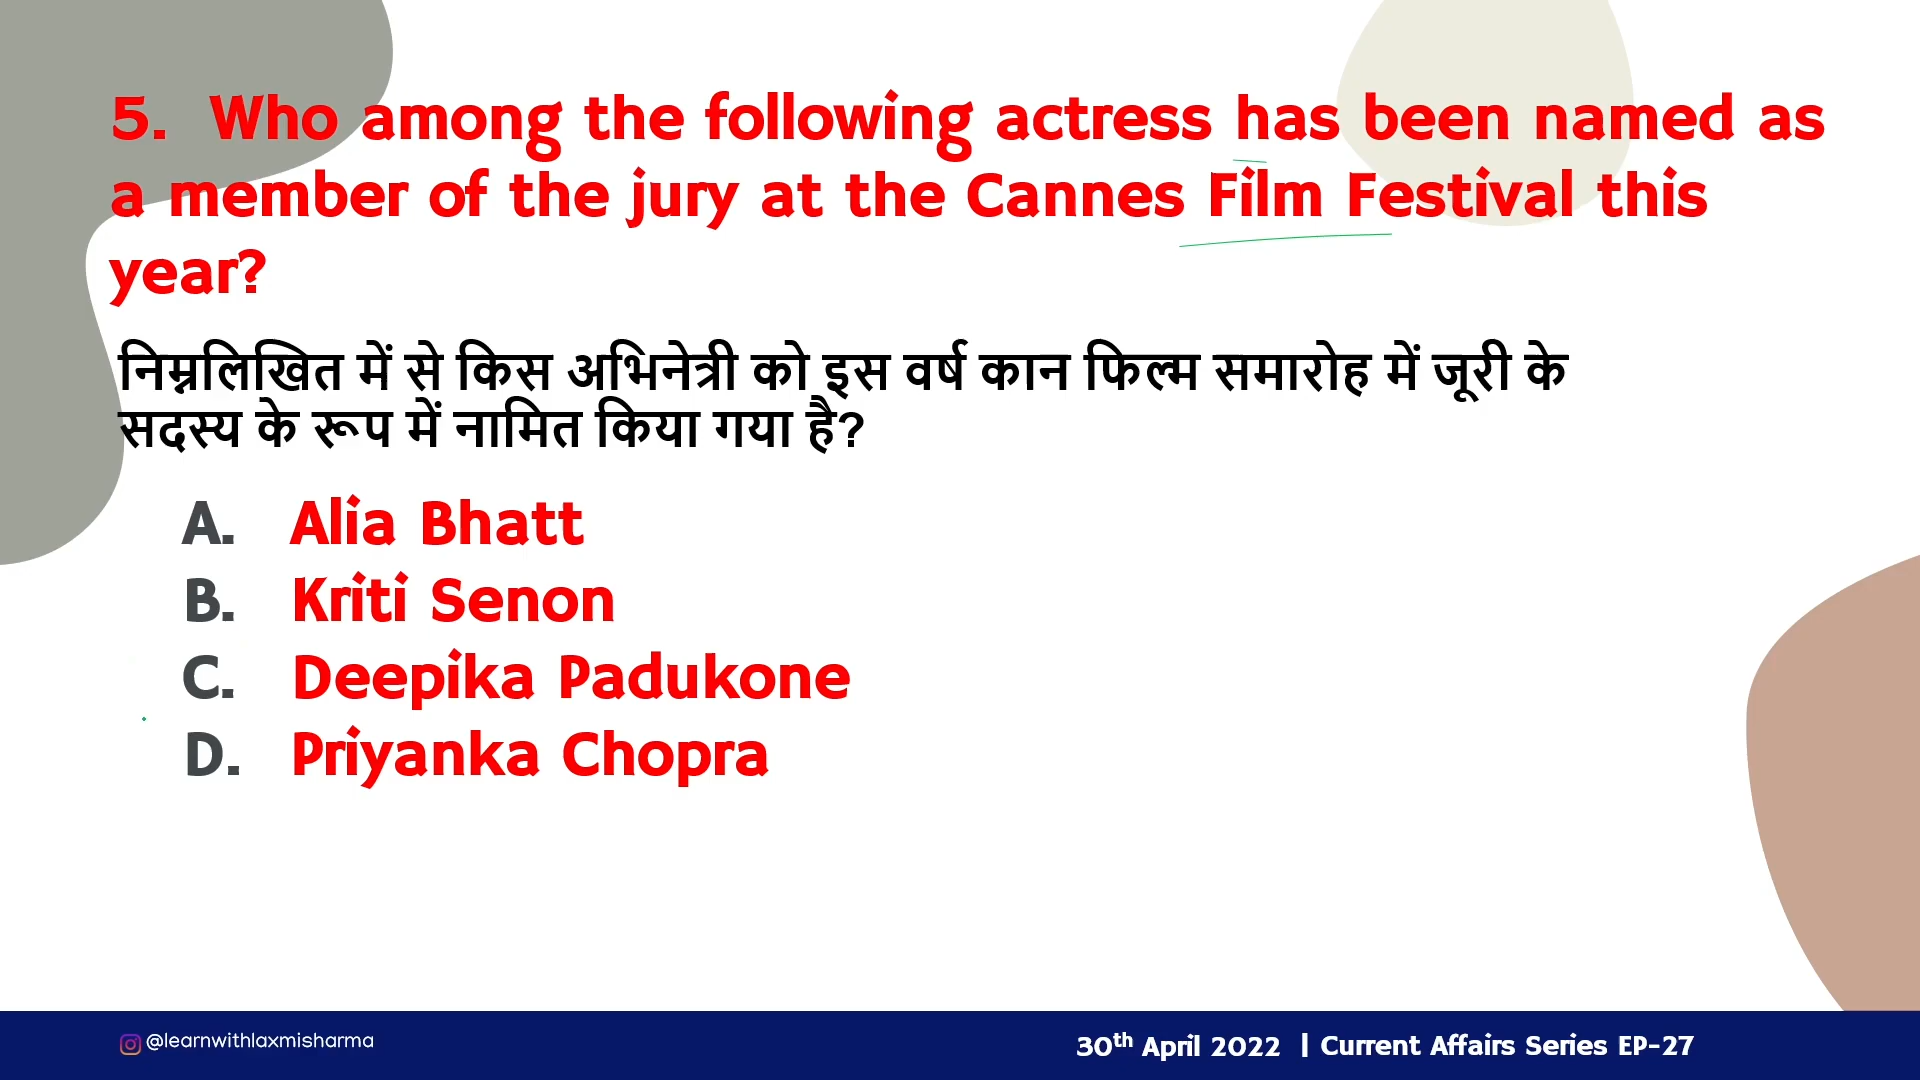 5. Who among the following actress has been named as
a member of the jury at the Cannes Film Festival this
year?
निम्नलिखित में से किस अभिनेत्री को इस वर्ष कान फिल्म समारोह में जूरी के
सदस्य के रूप में नामित किया गया है?
A. Alia Bhatt
B. Kriti Senon
C. Deepika Padukone
D. Priyanka Chopra
@learnwithlaxmisharma
30th April 2022 | Current Affairs Series EP-27